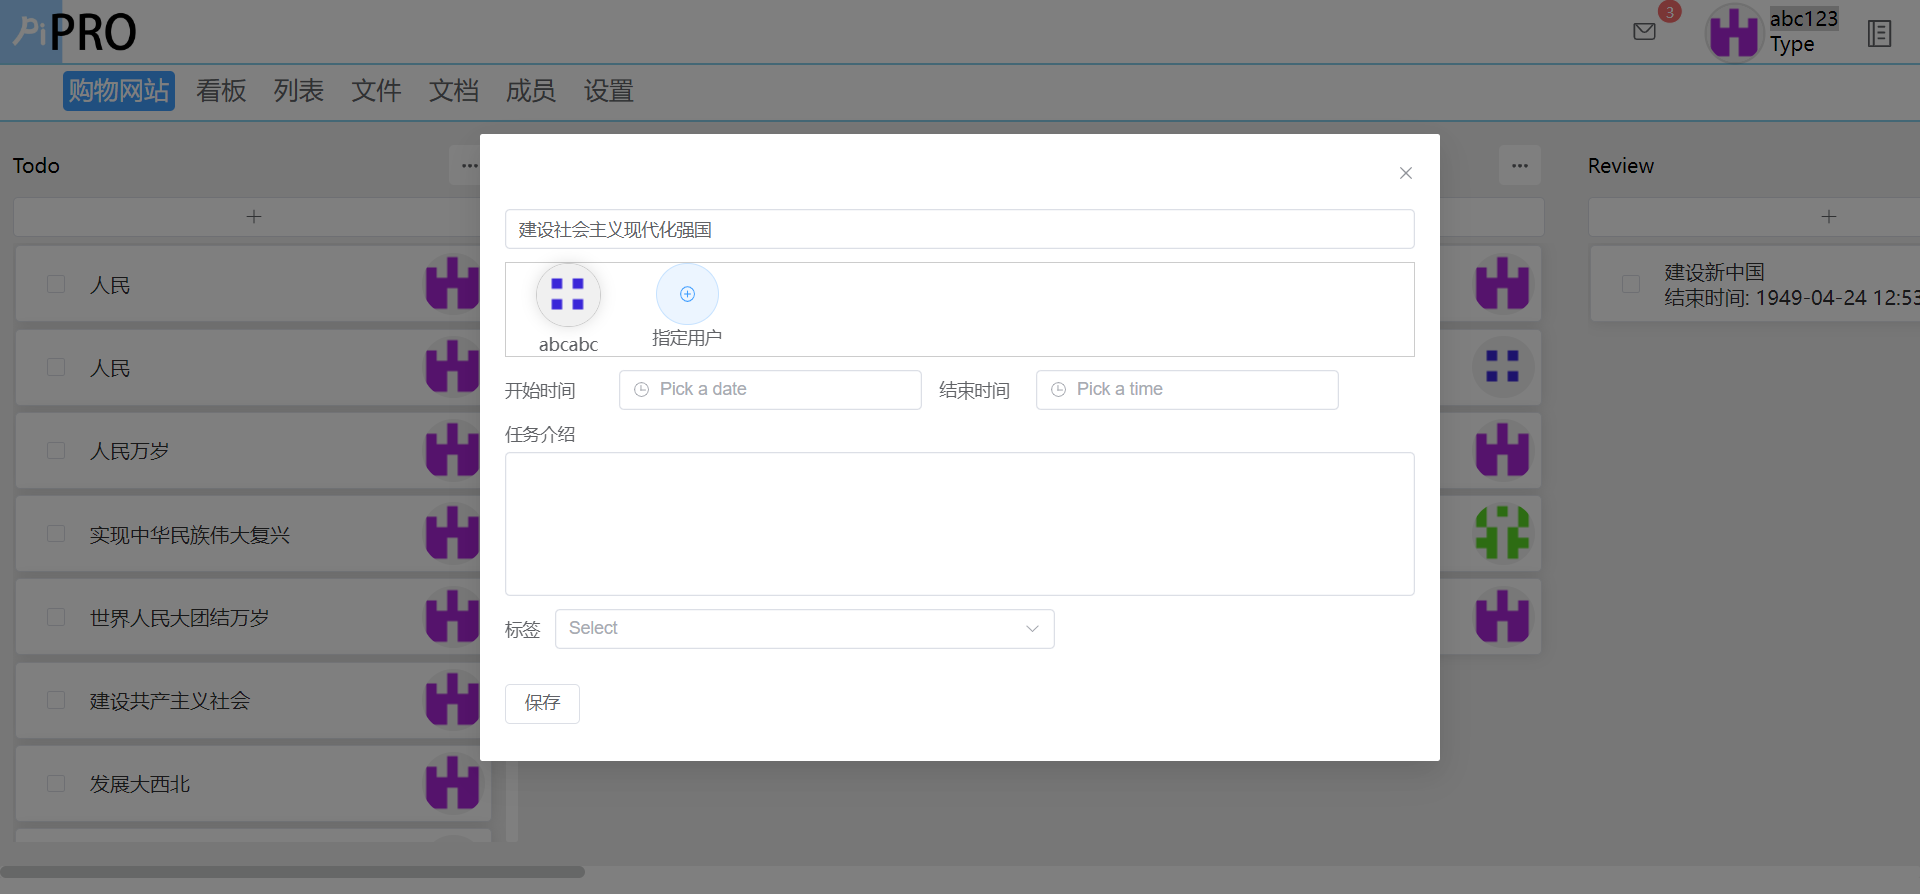 Pi PRO
3
abc123
Type
购物网站 看板 列表 文件 文档 成员 设置
Todo
Review
建设社会主义现代化强国
abcabc
指定用户
开始时间 Pick a date 结束时间 Pick a time
任务介绍
标签 Select
保存
人民
人民
人民万岁
实现中华民族伟大复兴
世界人民大团结万岁
建设共产主义社会
发展大西北
建设新中国
结束时间: 1949-04-24 12:53